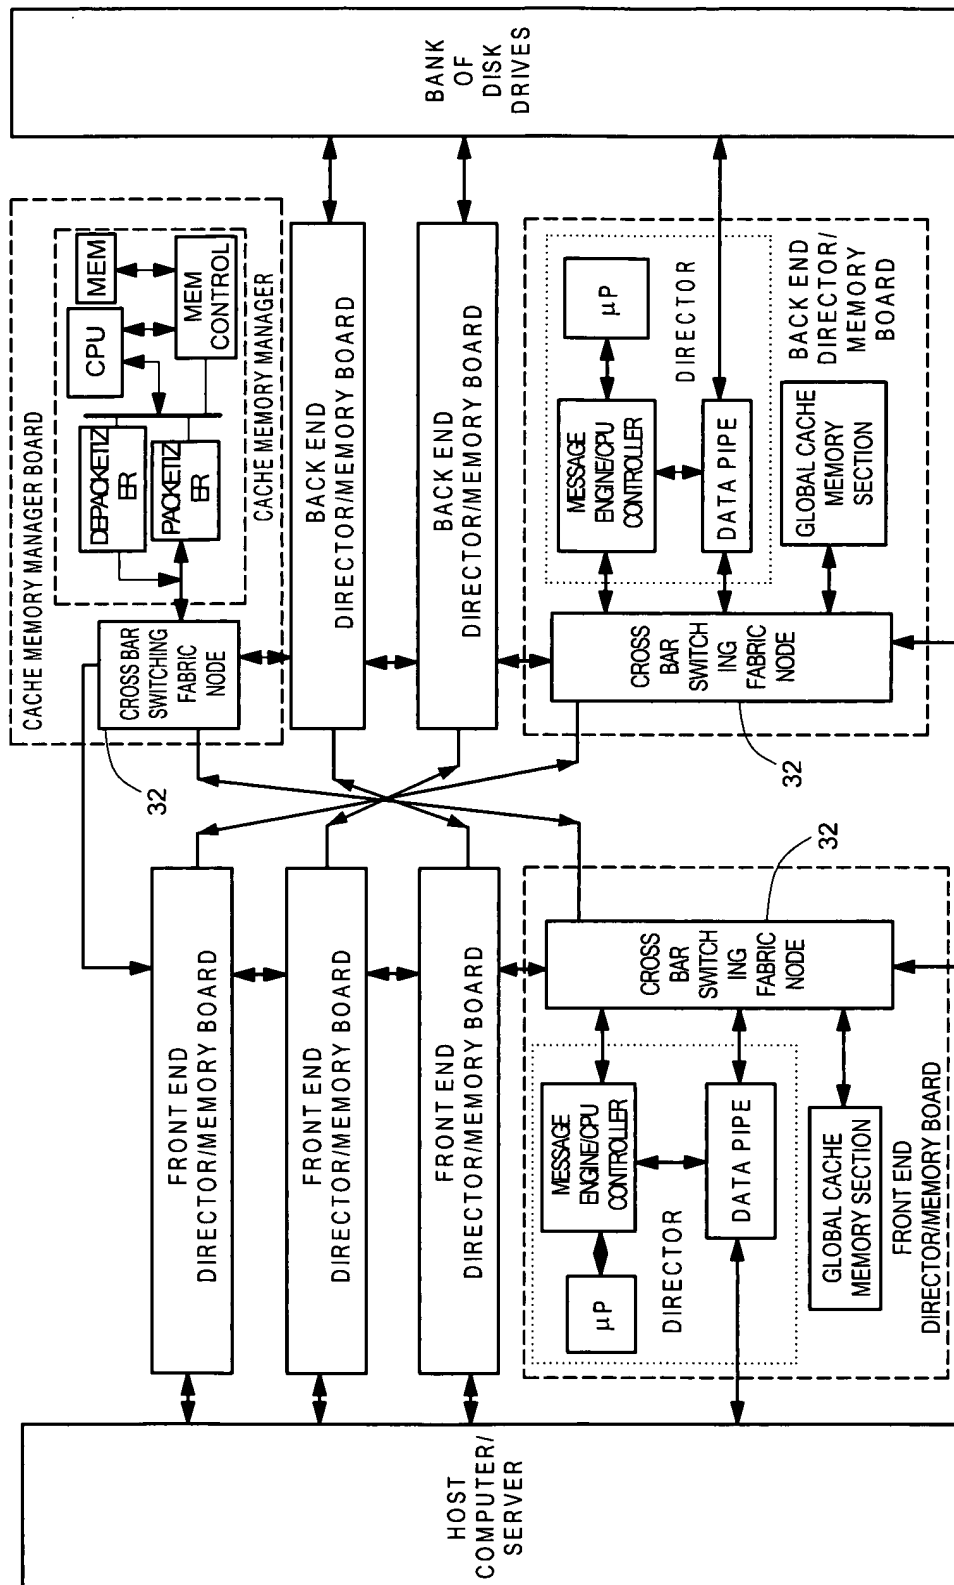 HOST
COMPUTER/
SERVER
FRONT END
DIRECTOR/MEMORY BOARD
FRONT END
DIRECTOR/MEMORY BOARD
FRONT END
DIRECTOR/MEMORY BOARD
μP
MESSAGE
ENGINE/CPU
CONTROLLER
DIRECTOR
DATA PIPE
GLOBAL CACHE
MEMORY SECTION
FRONT END
DIRECTOR/MEMORY BOARD
CROSS
BAR
SWITCH
ING
FABRIC
NODE
32
CACHE MEMORY MANAGER BOARD
CROSS BAR
SWITCHING
FABRIC
NODE
32
DEPACKETIZ
ER
PACKETIZ
ER
CPU
MEM
MEM
CONTROL
CACHE MEMORY MANAGER
BACK END
DIRECTOR/MEMORY BOARD
BACK END
DIRECTOR/MEMORY BOARD
CROSS
BAR
SWITCH
ING
FABRIC
NODE
32
MESSAGE
ENGINE/CPU
CONTROLLER
μP
DIRECTOR
DATA PIPE
GLOBAL CACHE
MEMORY
SECTION
BACK END
DIRECTOR/
MEMORY
BOARD
BANK
OF
DISK
DRIVES